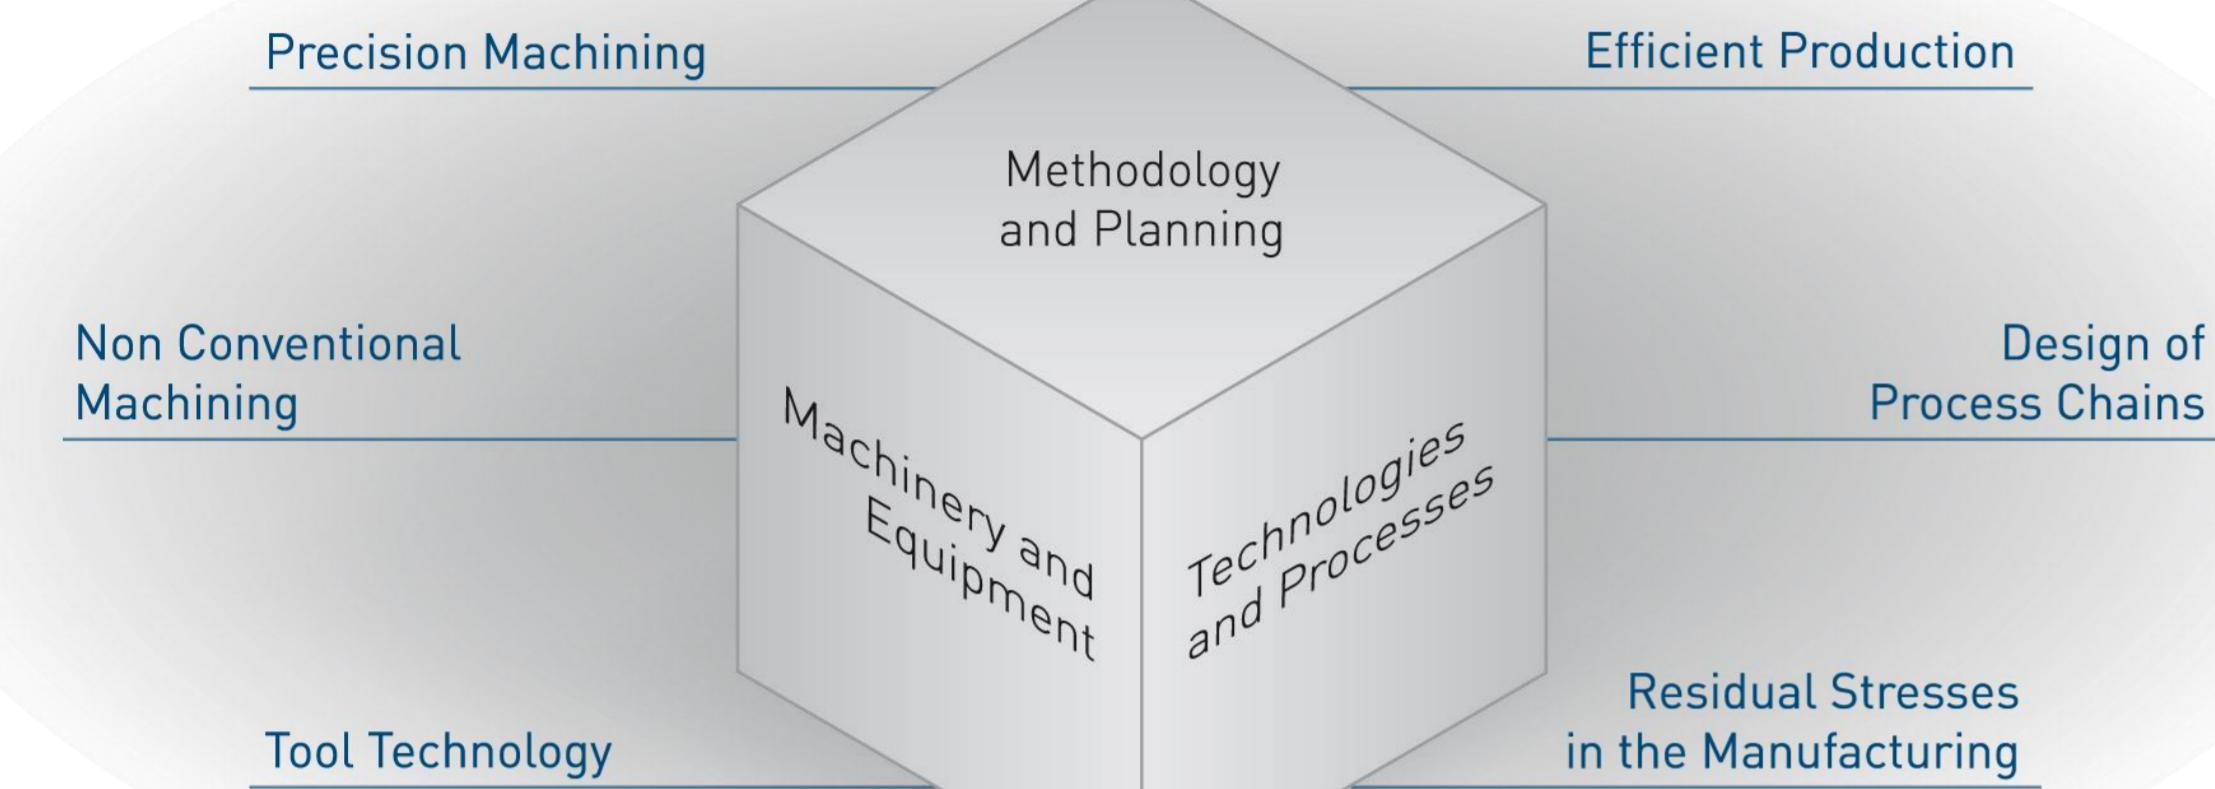 Precision Machining
Efficient Production
Methodology
and Planning
Non Conventional
Machining
Design of
Process Chains
Machinery and
Equipment
Technologies
and Processes
Tool Technology
Residual Stresses
in the Manufacturing